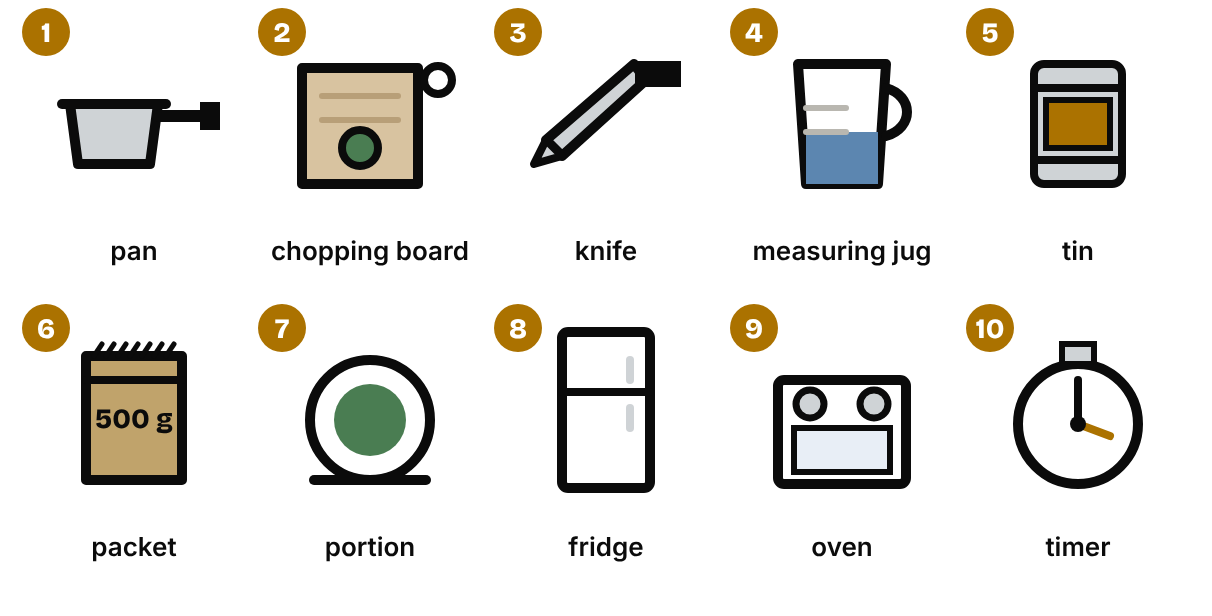 1
2
3
4
5
pan
chopping board
knife
measuring jug
tin
6
7
8
9
10
500 g
packet
portion
fridge
oven
timer